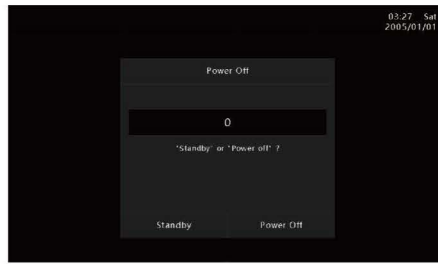 03:27 Sat
2005/01/01
Power Off
0
'Standby' or 'Power off' ?
Standby Power Off